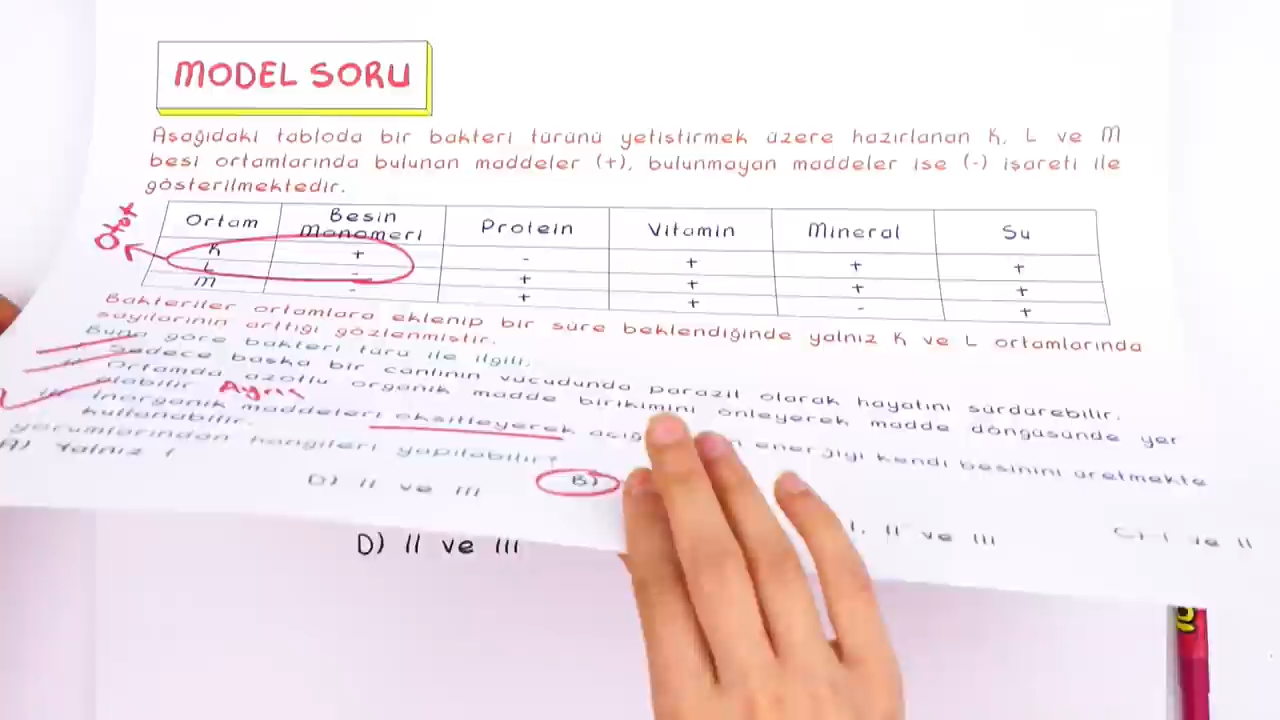 MODEL SORU
Aşağıdaki tabloda bir bakteri türünü yetiştirmek üzere hazırlanan K, L ve M
besi ortamlarında bulunan maddeler (+), bulunmayan maddeler ise (-) işareti ile
gösterilmektedir.
Ortam Besin Monomeri Protein Vitamin Mineral Su
K + - + + +
L - + + + +
M - + + - +
Otot
Bakteriler ortamlara eklenip bir süre beklendiğinde yalnız K ve L ortamlarında
sayılarının arttığı gözlenmiştir.
Buna göre bakteri türü ile ilgili;
Sadece başka bir canlının vücudunda parazit olarak hayatını sürdürebilir.
Ortamda azotlu organik madde birikimini önleyerek madde döngüsünde yer
alabilir. Ayrış
İnorganik maddeleri oksitleyerek enerjiyi kendi besinini üretmekte
kullanabilir.
yorumlarından hangileri yapılabilir?
A) Yalnız I
B)
I, II ve III
C) I ve II
D) II ve III
D) II ve III